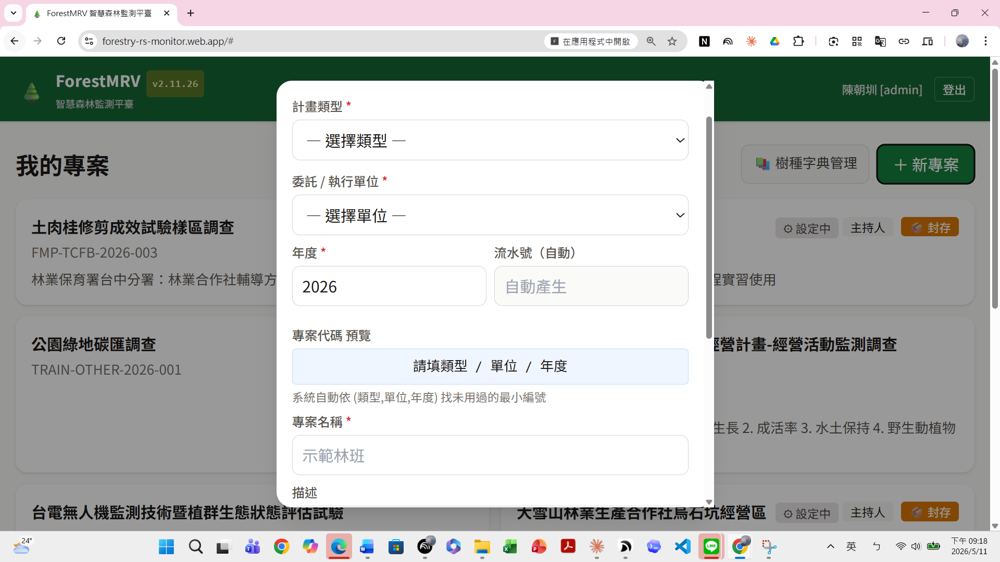 ForestMRV 智慧森林監測平臺
forestry-rs-monitor.web.app/#
在應用程式中開啟
ForestMRV
v2.11.26
智慧森林監測平臺
陳朝圳 [admin]
登出
我的專案
樹種字典管理
＋ 新專案
土肉桂修剪成效試驗樣區調查
FMP-TCFB-2026-003
林業保育署台中分署：林業合作社輔導方
設定中
主持人
封存
程實習使用
公園綠地碳匯調查
TRAIN-OTHER-2026-001
經營計畫-經營活動監測調查
生長 2. 成活率 3. 水土保持 4. 野生動植物
台電無人機監測技術暨植群生態狀態評估試驗
大雪山林業生產合作社烏石坑經營區
設定中
主持人
封存
計畫類型 *
— 選擇類型 —
委託 / 執行單位 *
— 選擇單位 —
年度 *
流水號（自動）
2026
自動產生
專案代碼 預覽
請填類型 / 單位 / 年度
系統自動依 (類型,單位,年度) 找未用過的最小編號
專案名稱 *
示範林班
描述
24°
英
ㄅ
下午 09:18
2026/5/11